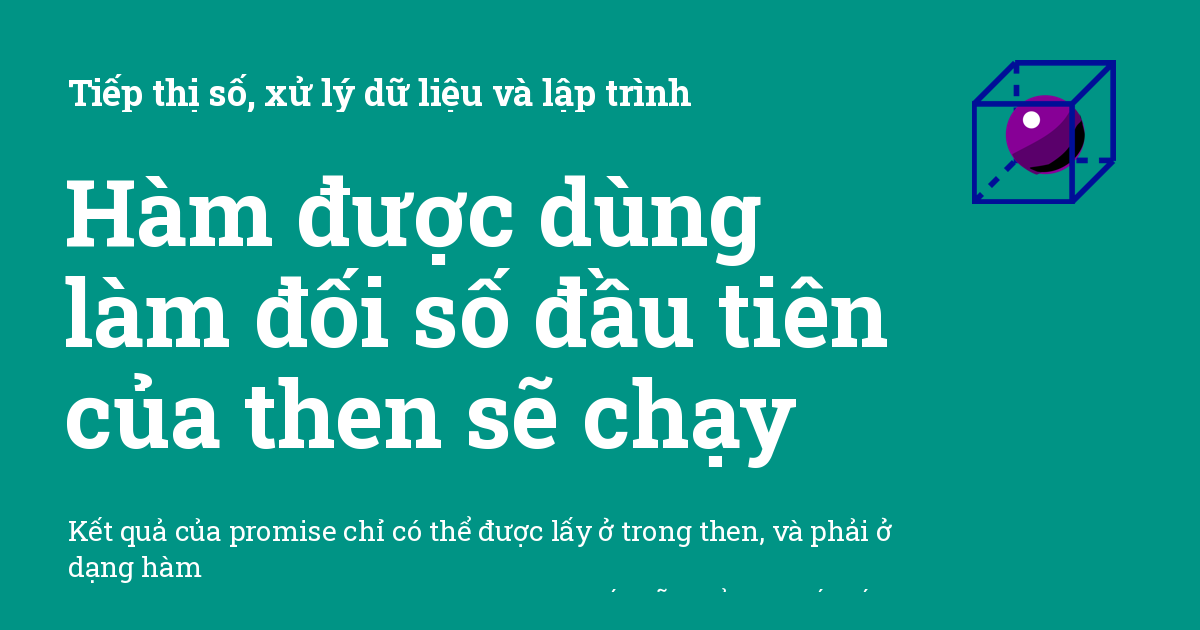 Tiếp thị số, xử lý dữ liệu và lập trình
Hàm được dùng
làm đối số đầu tiên
của then sẽ chạy
Kết quả của promise chỉ có thể được lấy ở trong then, và phải ở
dạng hàm